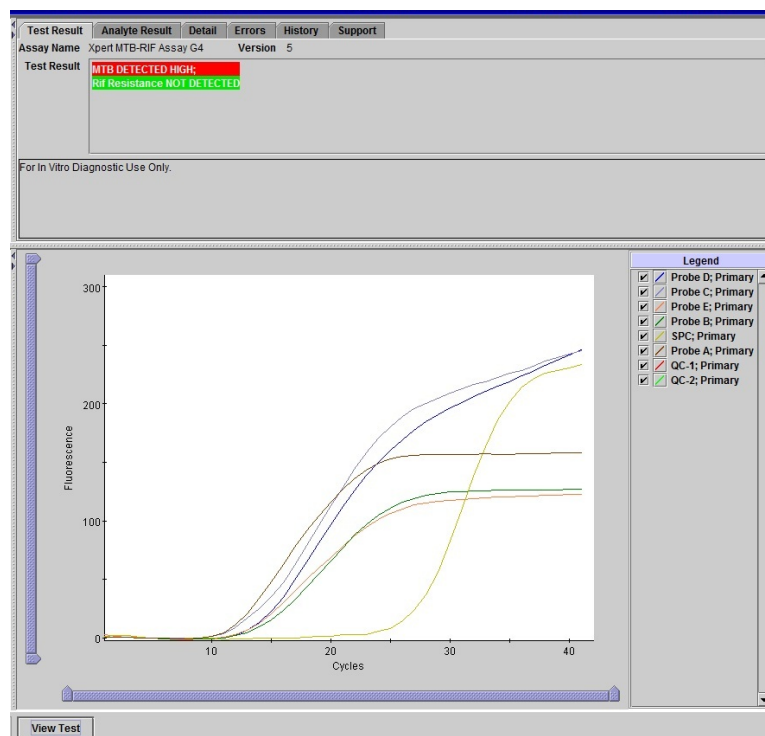 Test Result Analyte Result Detail Errors History Support
Assay Name Xpert MTB-RIF Assay G4 Version 5
Test Result
MTB DETECTED HIGH;
Rif Resistance NOT DETECTED
For In Vitro Diagnostic Use Only.
Legend
Probe D; Primary
Probe C; Primary
Probe E; Primary
Probe B; Primary
SPC; Primary
Probe A; Primary
QC-1; Primary
QC-2; Primary
Fluorescence
300
200
100
0
10 20 30 40
Cycles
View Test